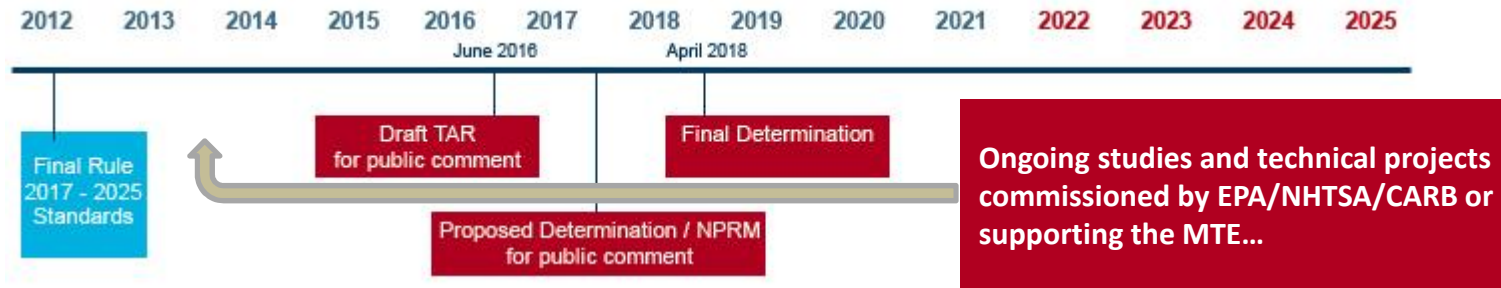 2012 2013 2014 2015 2016 2017 2018 2019 2020 2021 2022 2023 2024 2025
June 2016 April 2018
Final Rule
2017 - 2025
Standards
Draft TAR
for public comment
Proposed Determination / NPRM
for public comment
Final Determination
Ongoing studies and technical projects
commissioned by EPA/NHTSA/CARB or
supporting the MTE...